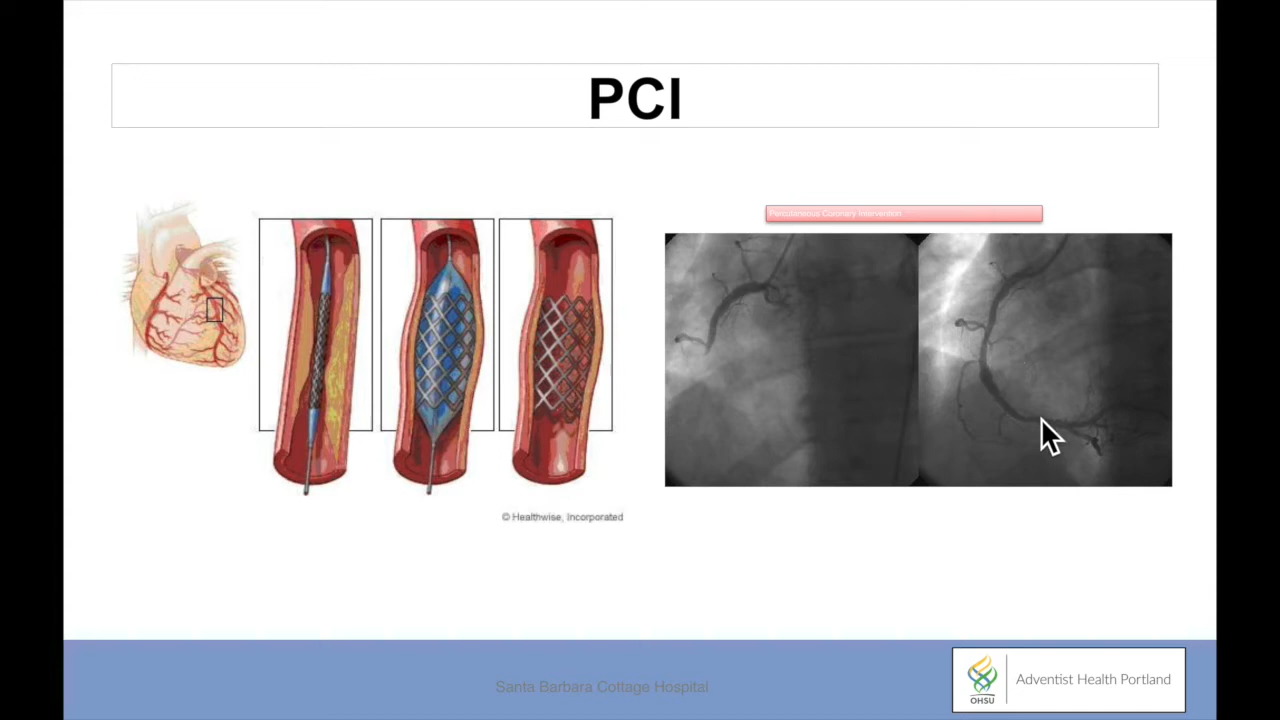 PCI
Percutaneous Coronary Intervention
© Healthwise, Incorporated
Santa Barbara Cottage Hospital
OHSU
Adventist Health Portland